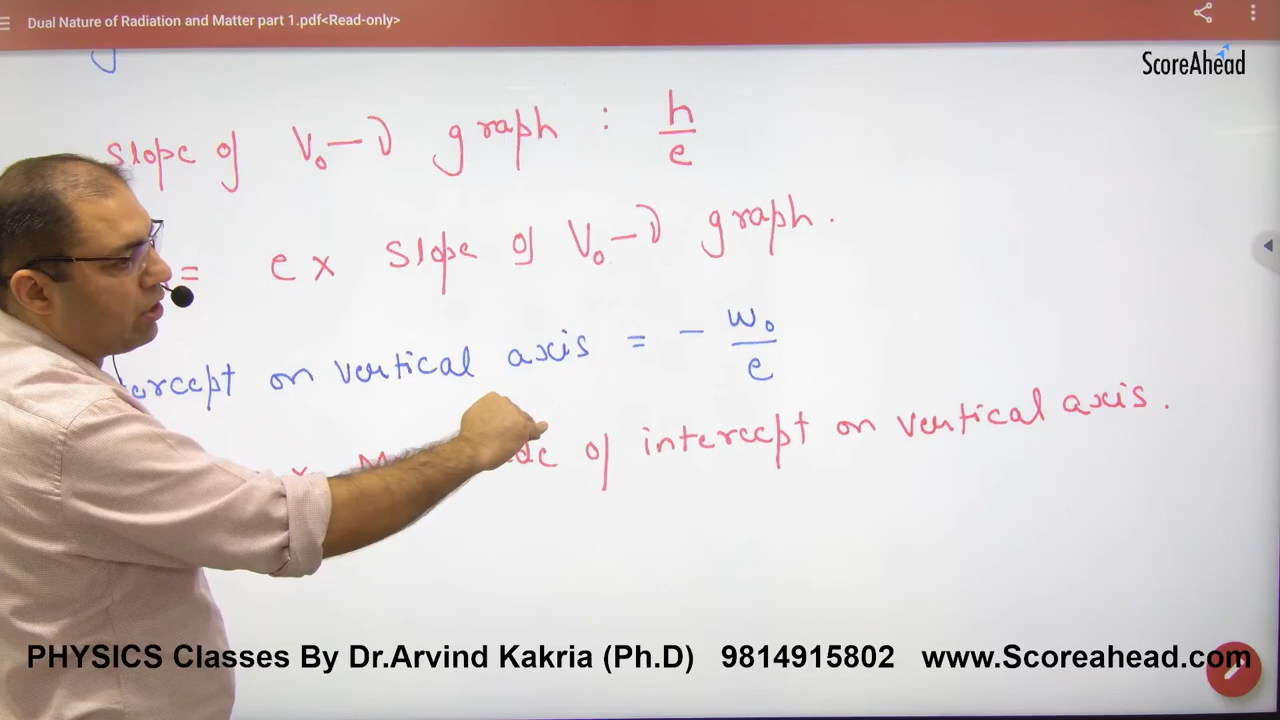 Dual Nature of Radiation and Matter part 1.pdf<Read-only>
ScoreAhead
Slope of V₀–ν graph : h/e
= e × Slope of V₀–ν graph.
on vertical axis = – W₀/e
× of intercept on vertical axis.
PHYSICS Classes By Dr.Arvind Kakria (Ph.D) 9814915802 www.Scoreahead.com